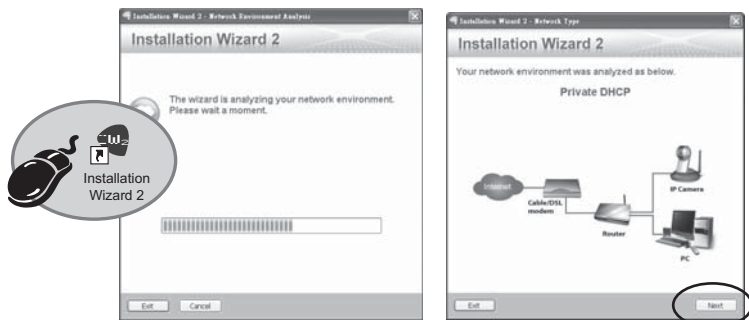 Installation Wizard 2 - Network Environment Analysis
Installation Wizard 2
The wizard is analyzing your network environment.
Please wait a moment.
IW2
Installation
Wizard 2
Exit
Cancel
Installation Wizard 2 - Network Type
Installation Wizard 2
Your network environment was analyzed as below.
Private DHCP
Internet
Cable/DSL
modem
Router
IP Camera
PC
Exit
Next